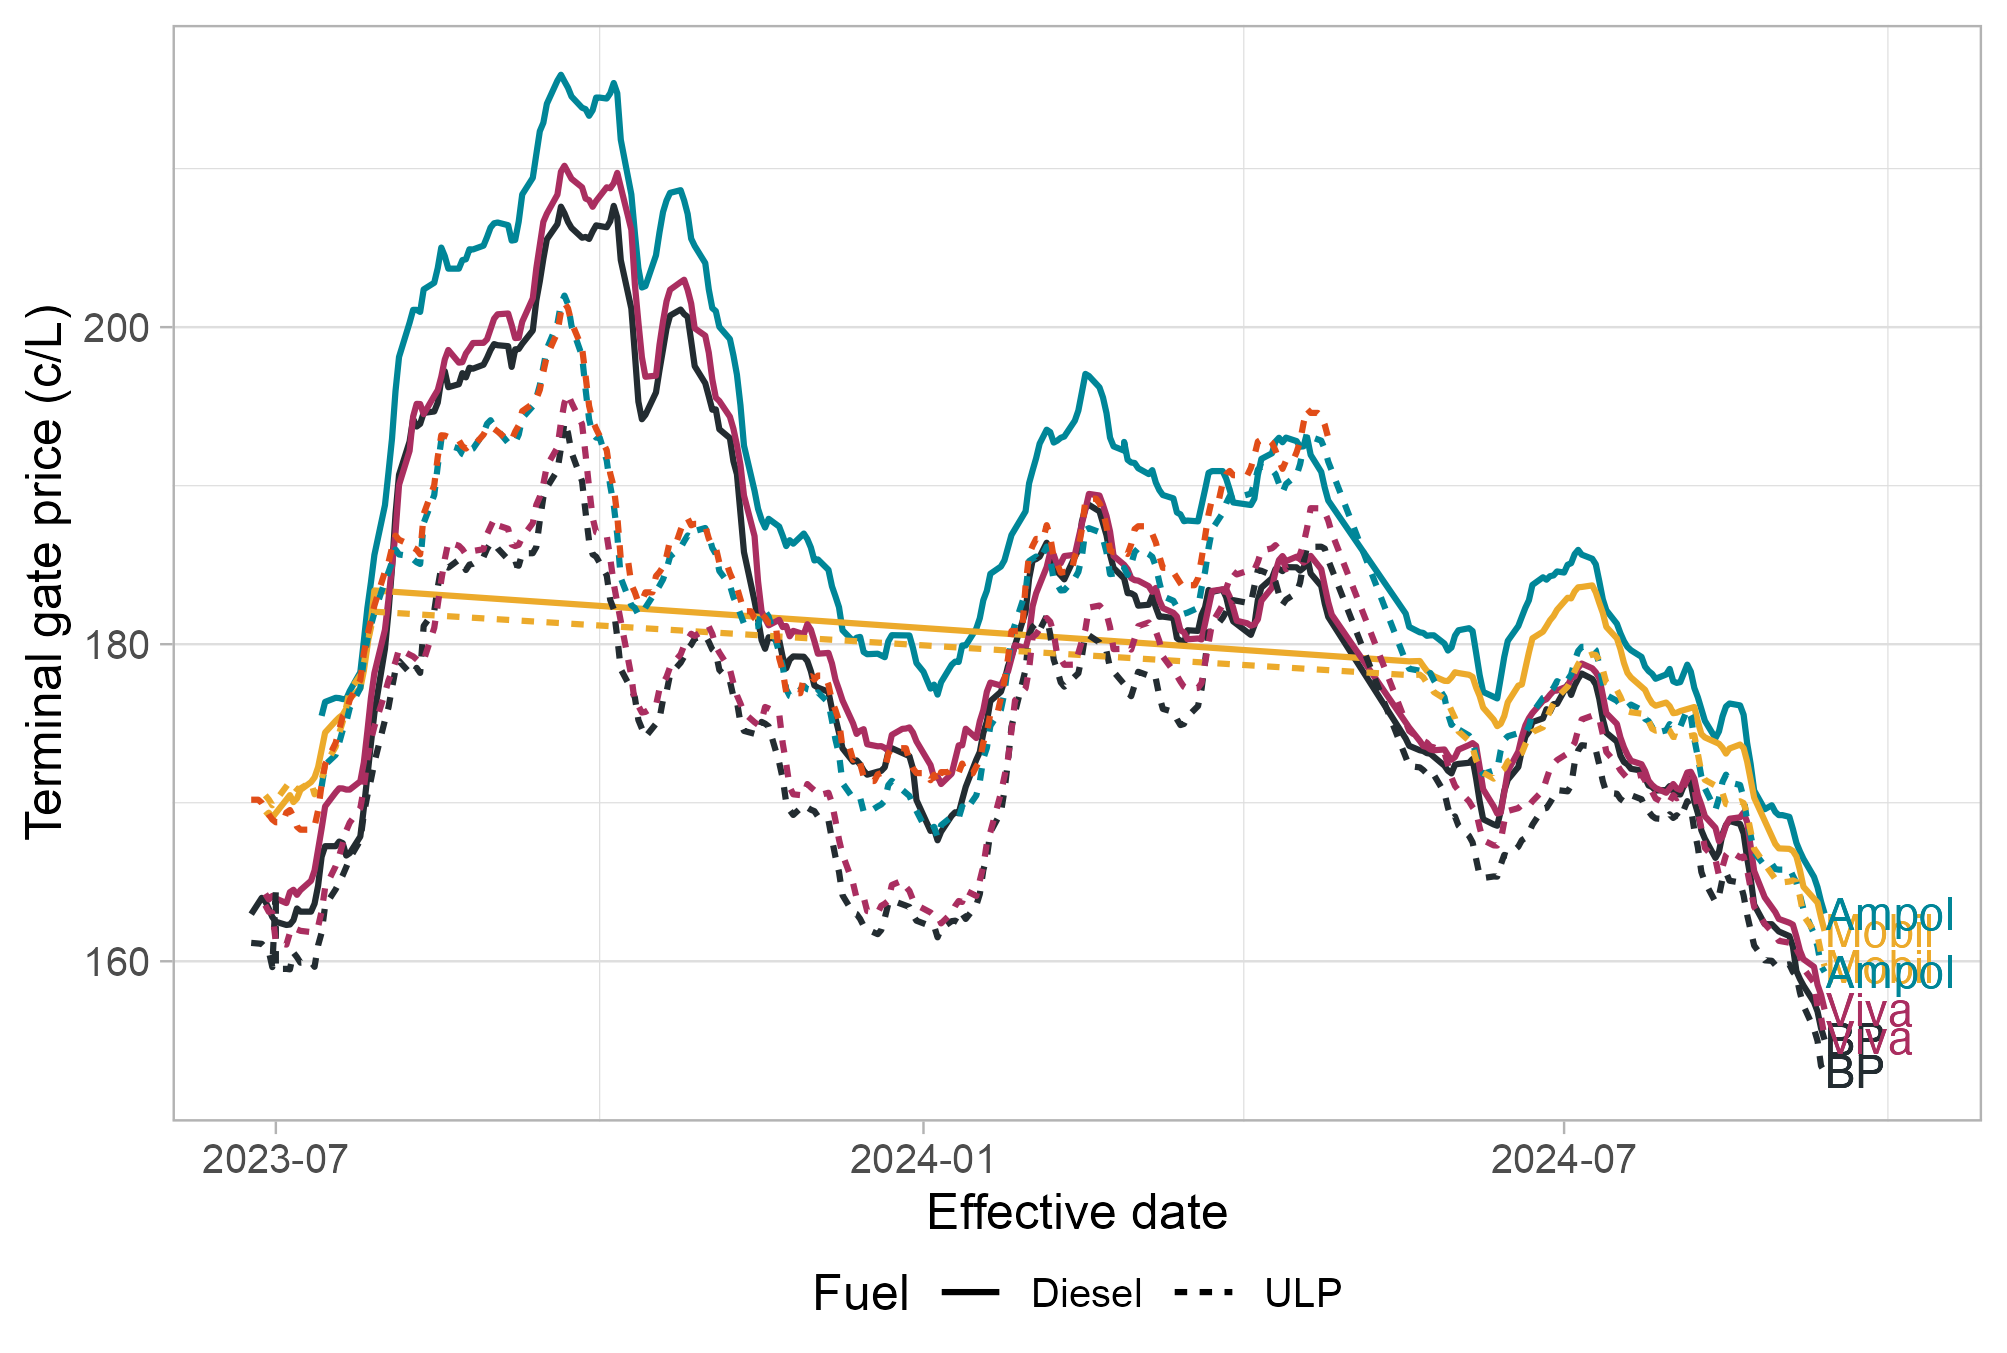 Terminal gate price (c/L)
200
180
160
Ampol
Mobil
Mobil
Ampol
Viva
BP
Viva
BP
2023-07
2024-01
2024-07
Effective date
Fuel
Diesel
ULP